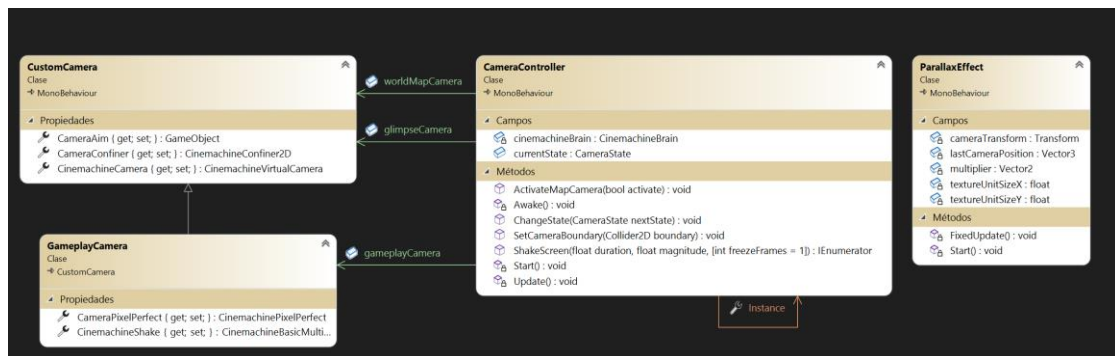 CustomCamera
Clase
MonoBehaviour
Propiedades
CameraAim { get; set; } : GameObject
CameraConfiner { get; set; } : CinemachineConfiner2D
CinemachineCamera { get; set; } : CinemachineVirtualCamera
GameplayCamera
Clase
CustomCamera
Propiedades
CameraPixelPerfect { get; set; } : CinemachinePixelPerfect
CinemachineShake { get; set; } : CinemachineBasicMulti...
worldMapCamera
glimpseCamera
gameplayCamera
CameraController
Clase
MonoBehaviour
Campos
cinemachineBrain : CinemachineBrain
currentState : CameraState
Métodos
ActivateMapCamera(bool activate) : void
Awake() : void
ChangeState(CameraState nextState) : void
SetCameraBoundary(Collider2D boundary) : void
ShakeScreen(float duration, float magnitude, [int freezeFrames = 1]) : IEnumerator
Start() : void
Update() : void
Instance
ParallaxEffect
Clase
MonoBehaviour
Campos
cameraTransform : Transform
lastCameraPosition : Vector3
multiplier : Vector2
textureUnitSizeX : float
textureUnitSizeY : float
Métodos
FixedUpdate() : void
Start() : void